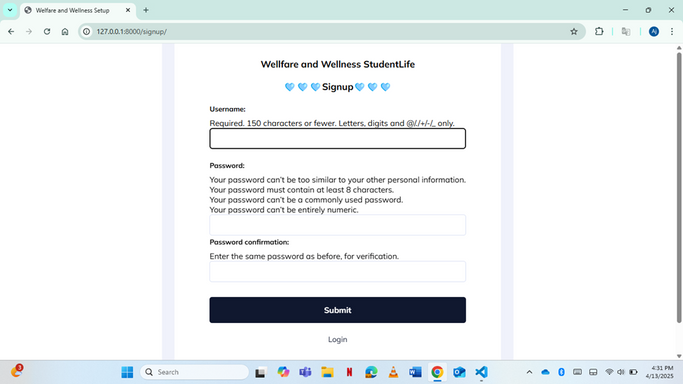 Welfare and Wellness Setup
127.0.0.1:8000/signup/
Aj
Wellfare and Wellness StudentLife
🩵 🩵 🩵Signup🩵 🩵 🩵
Username:
Required. 150 characters or fewer. Letters, digits and @/./+/-/_ only.
Password:
Your password can't be too similar to your other personal information.
Your password must contain at least 8 characters.
Your password can't be a commonly used password.
Your password can't be entirely numeric.
Password confirmation:
Enter the same password as before, for verification.
Submit
Login
3
Search
4:31 PM
4/13/2025